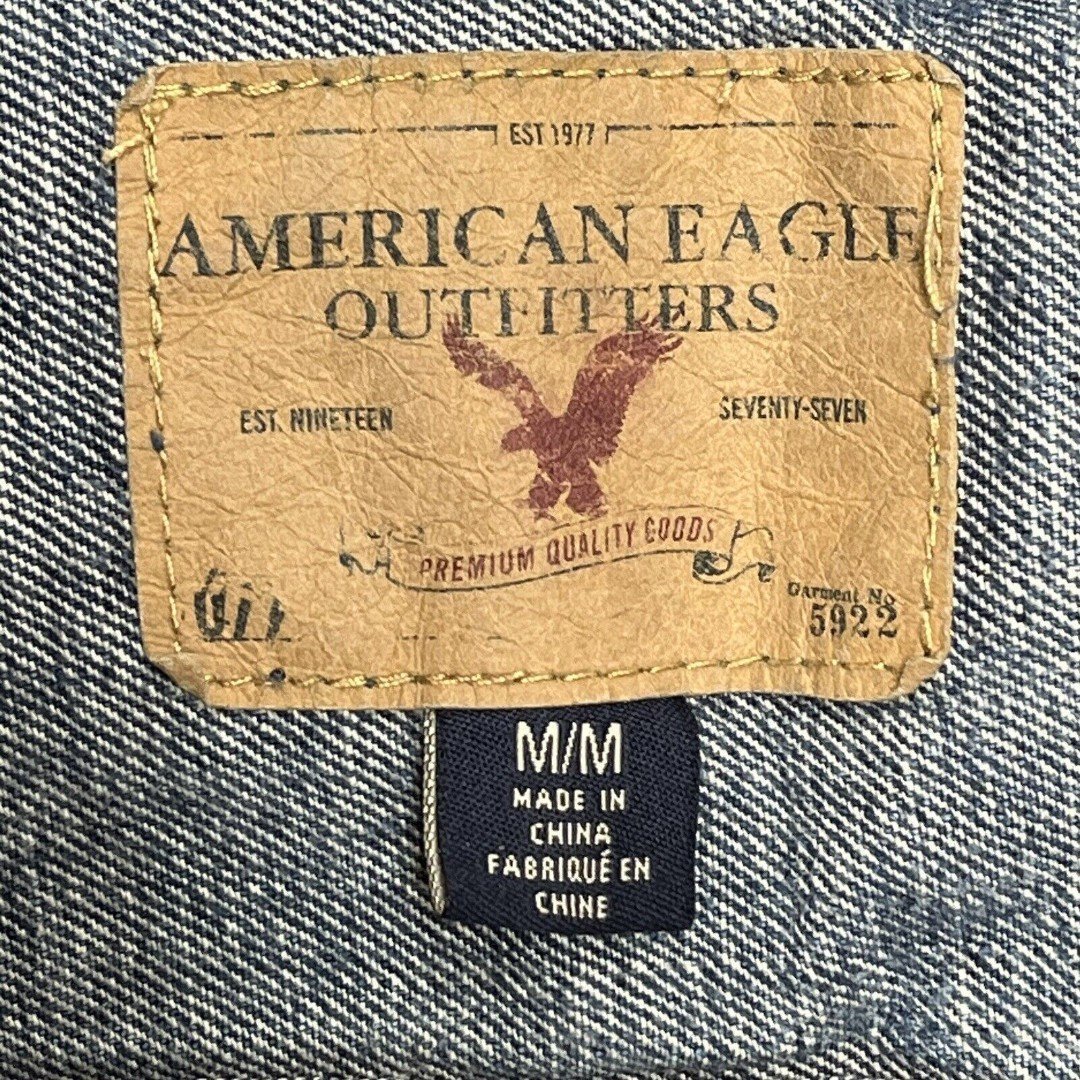 EST 1977
AMERICAN EAGLE
OUTFITTERS
EST. NINETEEN SEVENTY-SEVEN
PREMIUM QUALITY GOODS
Garment No.
5922
M/M
MADE IN
CHINA
FABRIQUÉ EN
CHINE